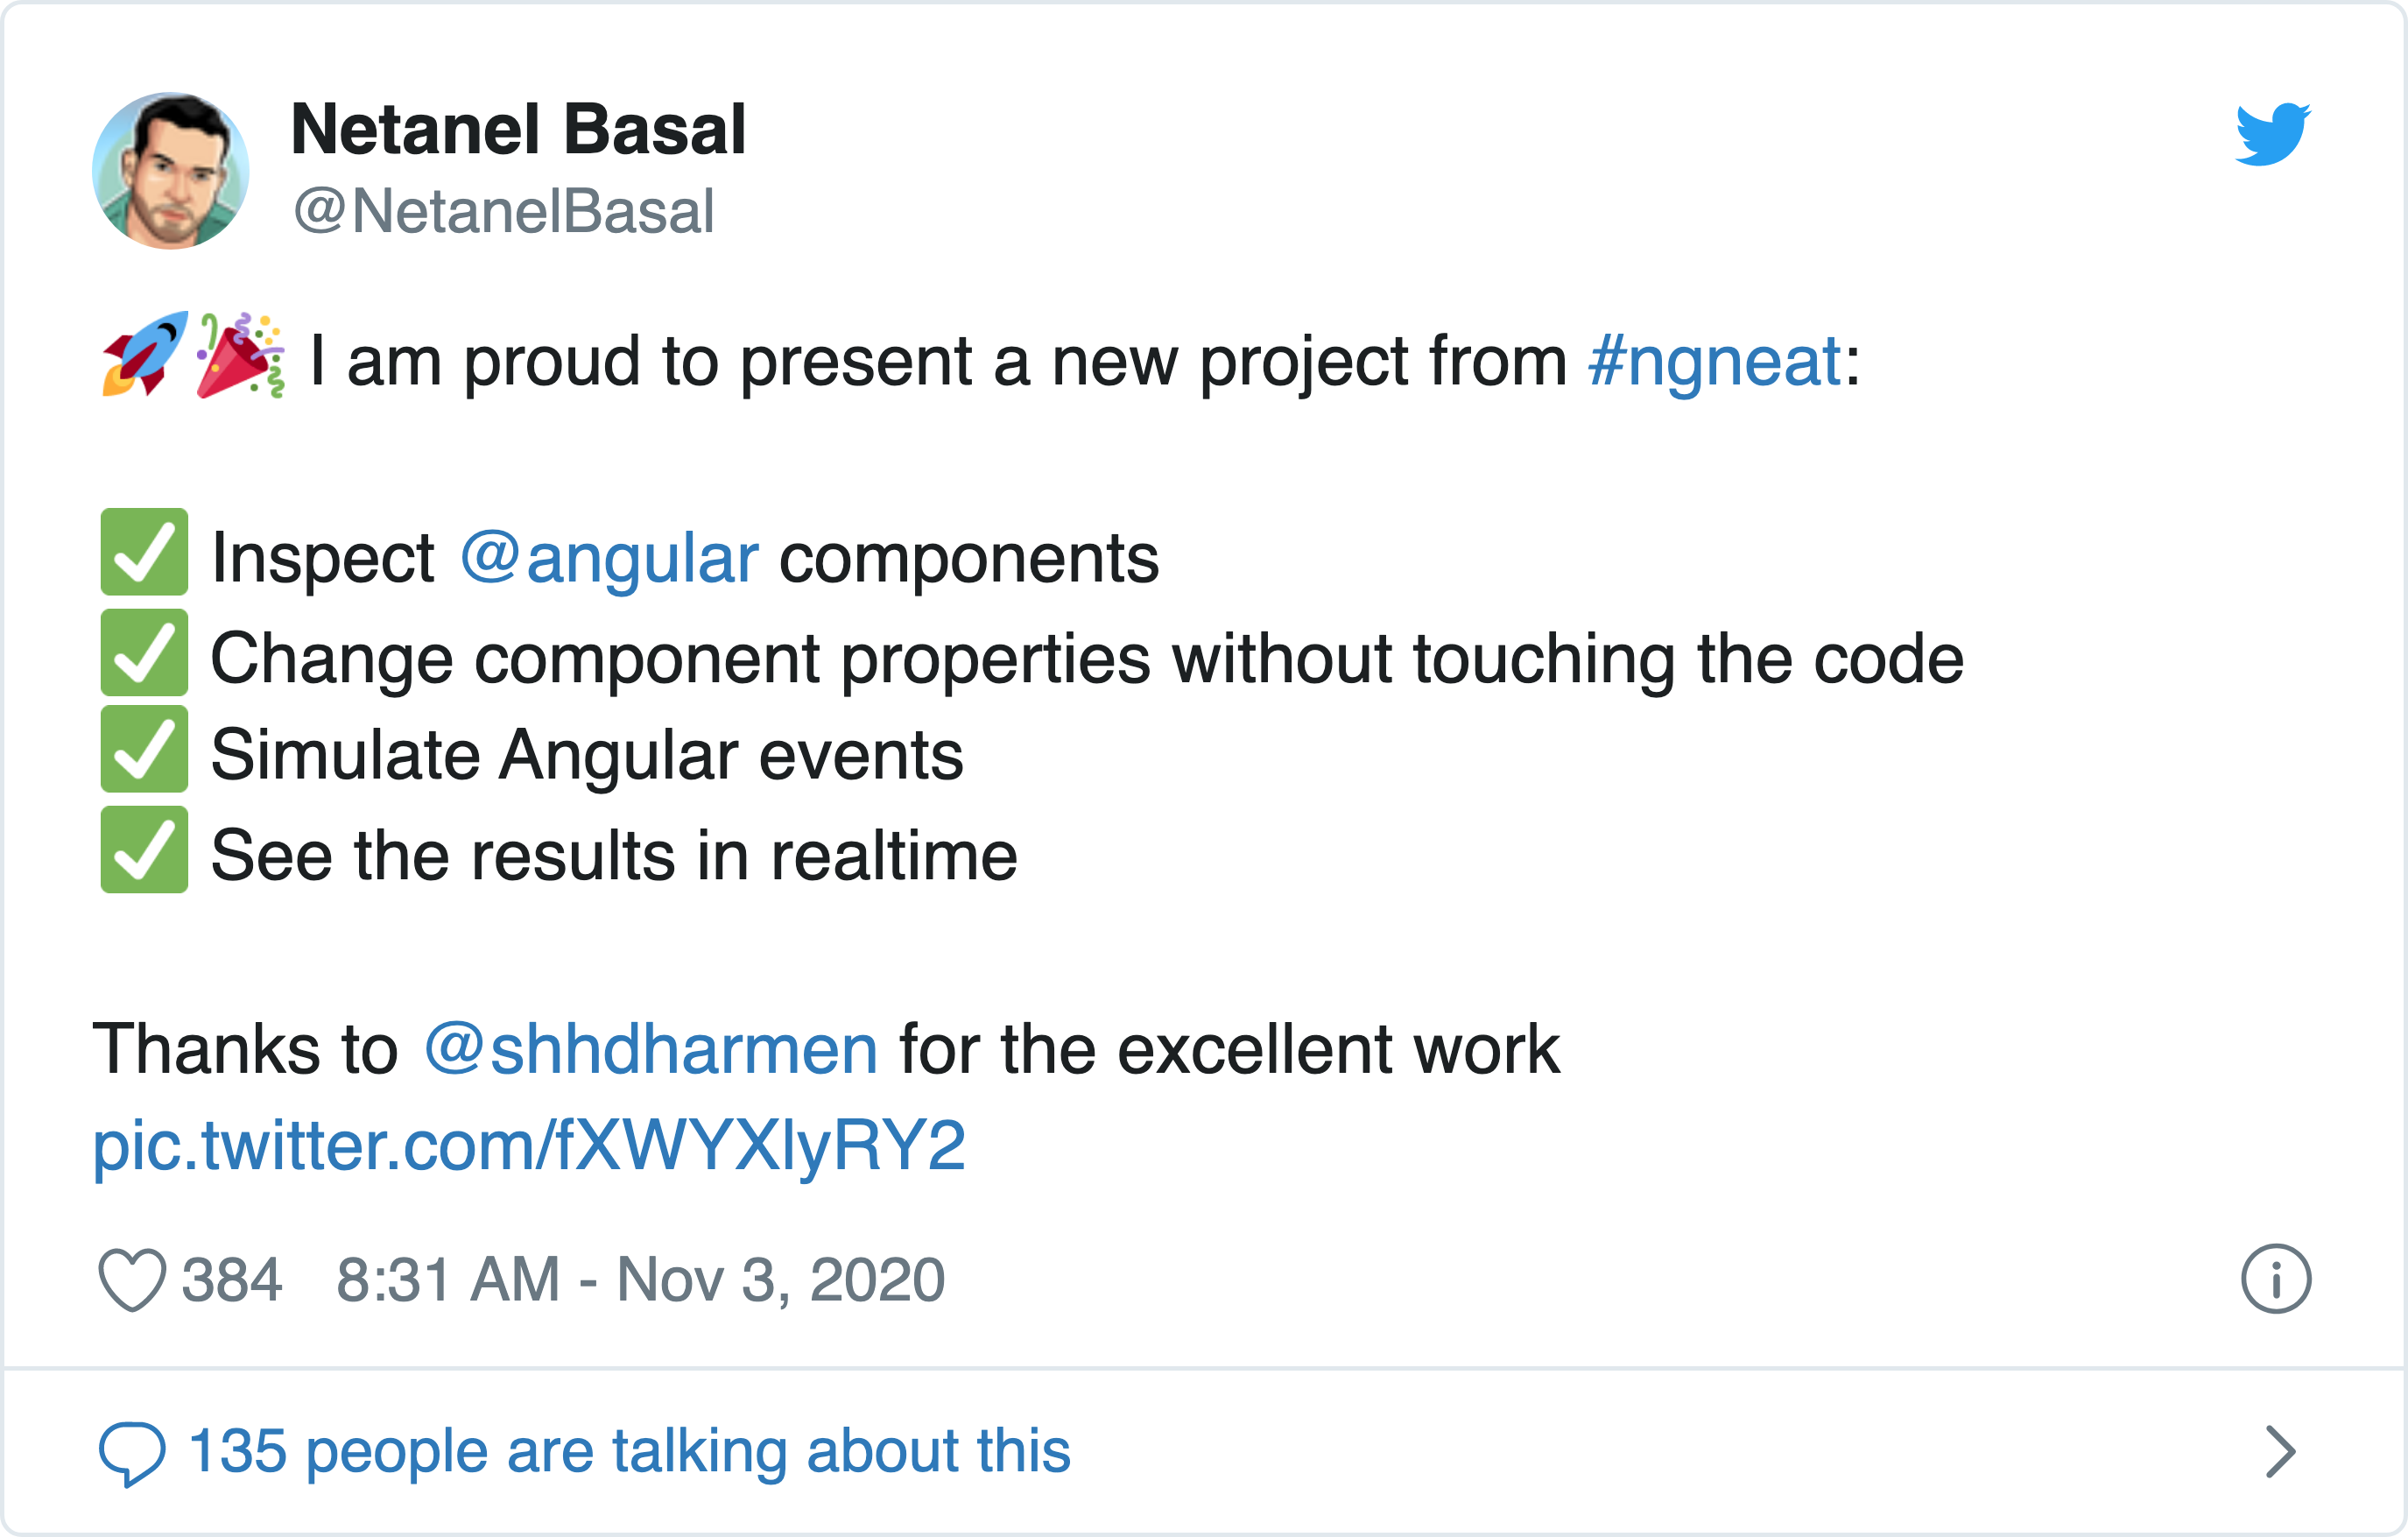 Netanel Basal
@NetanelBasal
🚀🎉 I am proud to present a new project from #ngneat:
✅ Inspect @angular components
✅ Change component properties without touching the code
✅ Simulate Angular events
✅ See the results in realtime
Thanks to @shhdharmen for the excellent work
pic.twitter.com/fXWYXlyRY2
384 8:31 AM - Nov 3, 2020
135 people are talking about this